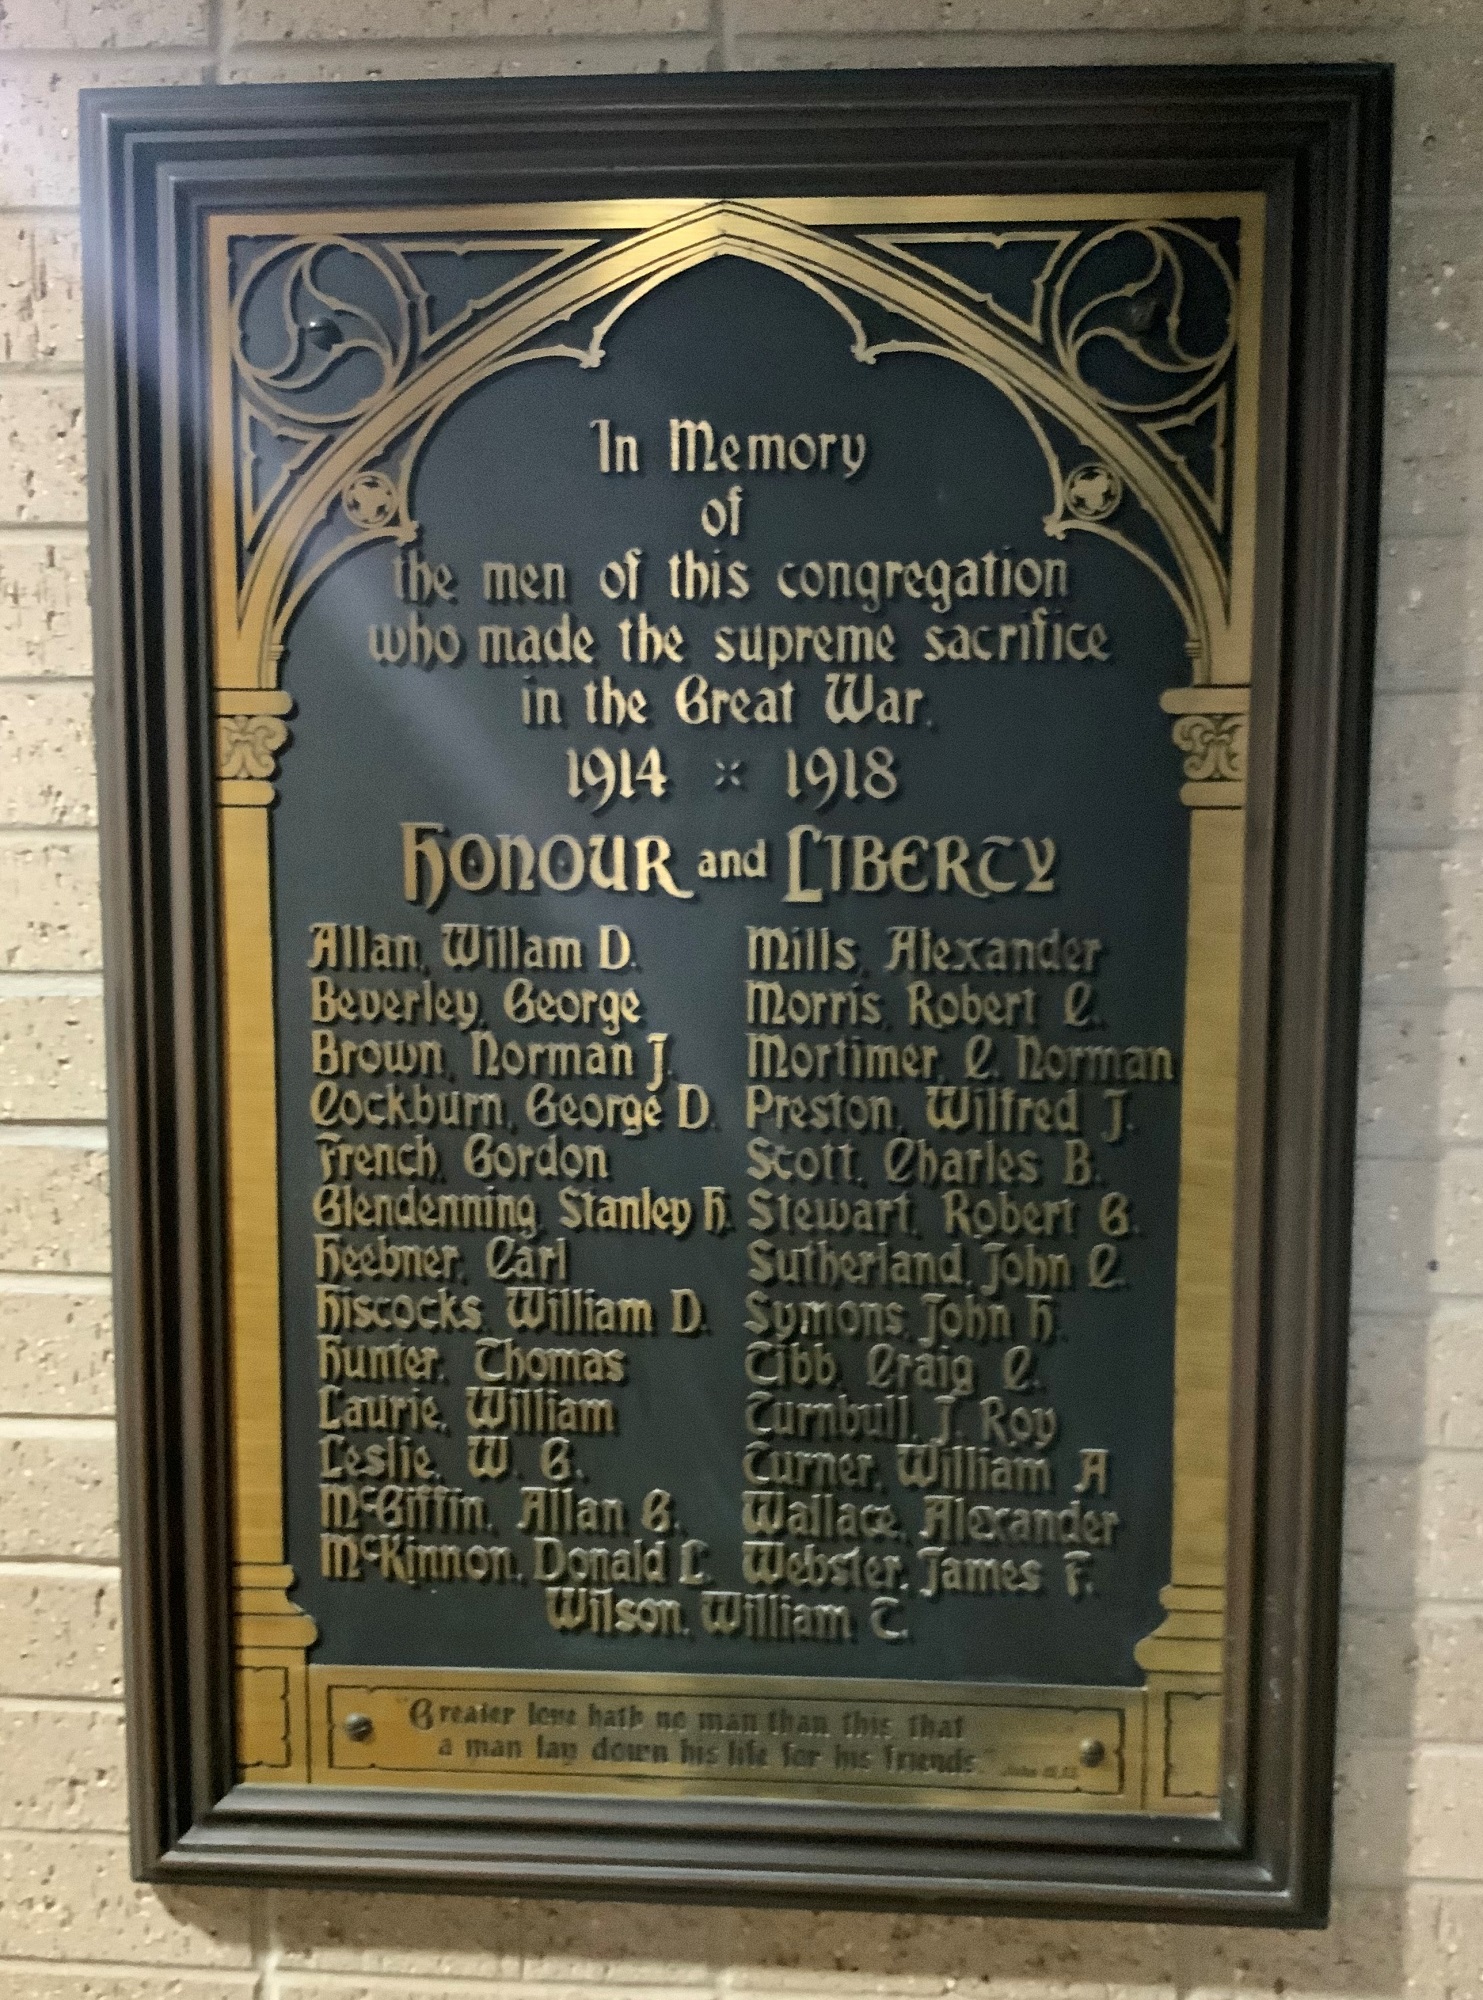 In Memory
of
the men of this congregation
who made the supreme sacrifice
in the Great War.
1914 1918
HONOUR and LIBERTY
Allan, Willam D.
Beverley, George
Brown, Norman J.
Cockburn, George D.
French, Gordon
Glendenning, Stanley H.
Heebner, Carl
Hiscocks, William D.
Hunter, Thomas
Laurie, William
Leslie, W. G.
McGiffin, Allan G.
McKinnon, Donald L.
Mills, Alexander
Morris, Robert C.
Mortimer, C. Norman
Preston, Wilfred J.
Scott, Charles B.
Stewart, Robert G.
Sutherland, John C.
Symons, John H.
Tibb, Craig C.
Turnbull, J. Roy
Turner, William A
Wallace, Alexander
Webster, James F.
Wilson, William T.
"Greater love hath no man than this, that
a man lay down his life for his friends." John